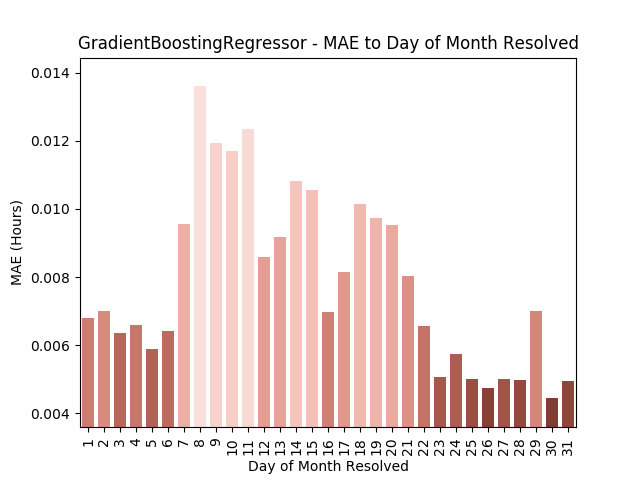 GradientBoostingRegressor - MAE to Day of Month Resolved
0.014
0.012
0.010
0.008
0.006
0.004
MAE (Hours)
1 2 3 4 5 6 7 8 9 10 11 12 13 14 15 16 17 18 19 20 21 22 23 24 25 26 27 28 29 30 31
Day of Month Resolved